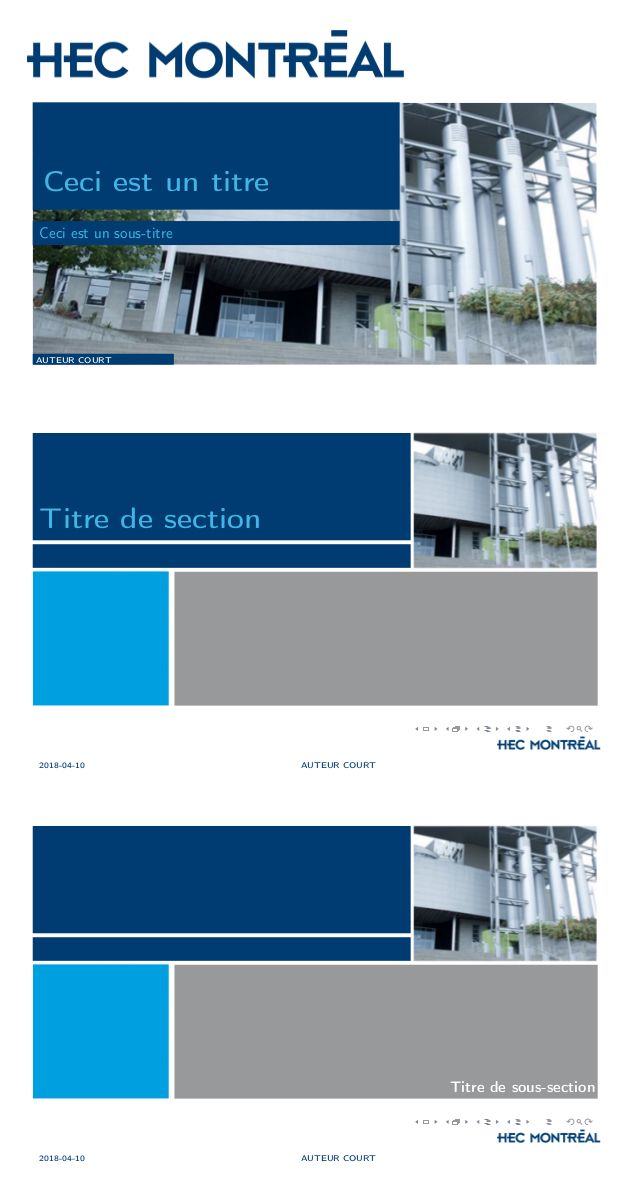 HEC MONTRÉAL
Ceci est un titre
Ceci est un sous-titre
AUTEUR COURT
Titre de section
HEC MONTRÉAL
2018-04-10 AUTEUR COURT
Titre de sous-section
HEC MONTRÉAL
2018-04-10 AUTEUR COURT